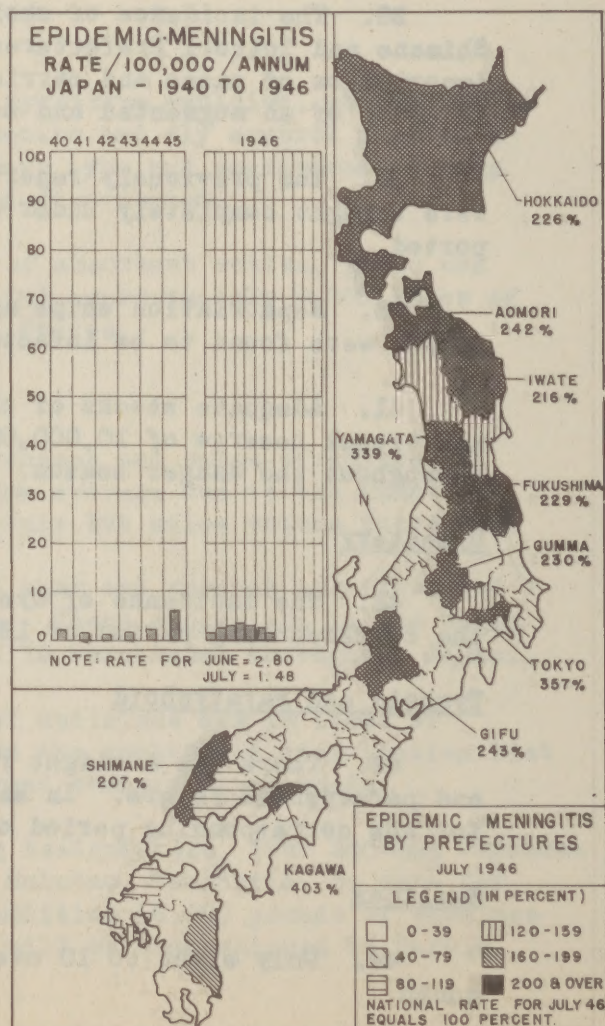 EPIDEMIC·MENINGITIS
RATE/100,000/ANNUM
JAPAN - 1940 TO 1946
40 41 42 43 44 45
1946
100
90
80
70
60
50
40
30
20
10
0
NOTE: RATE FOR JUNE = 2.80
JULY = 1.48
HOKKAIDO
226 %
AOMORI
242 %
IWATE
216 %
YAMAGATA
339 %
FUKUSHIMA
229 %
N
GUMMA
230 %
TOKYO
357 %
GIFU
243 %
SHIMANE
207 %
KAGAWA
403 %
EPIDEMIC MENINGITIS
BY PREFECTURES
JULY 1946
LEGEND (IN PERCENT)
0-39
120-159
40-79
160-199
80-119
200 & OVER
NATIONAL RATE FOR JULY 46
EQUALS 100 PERCENT.